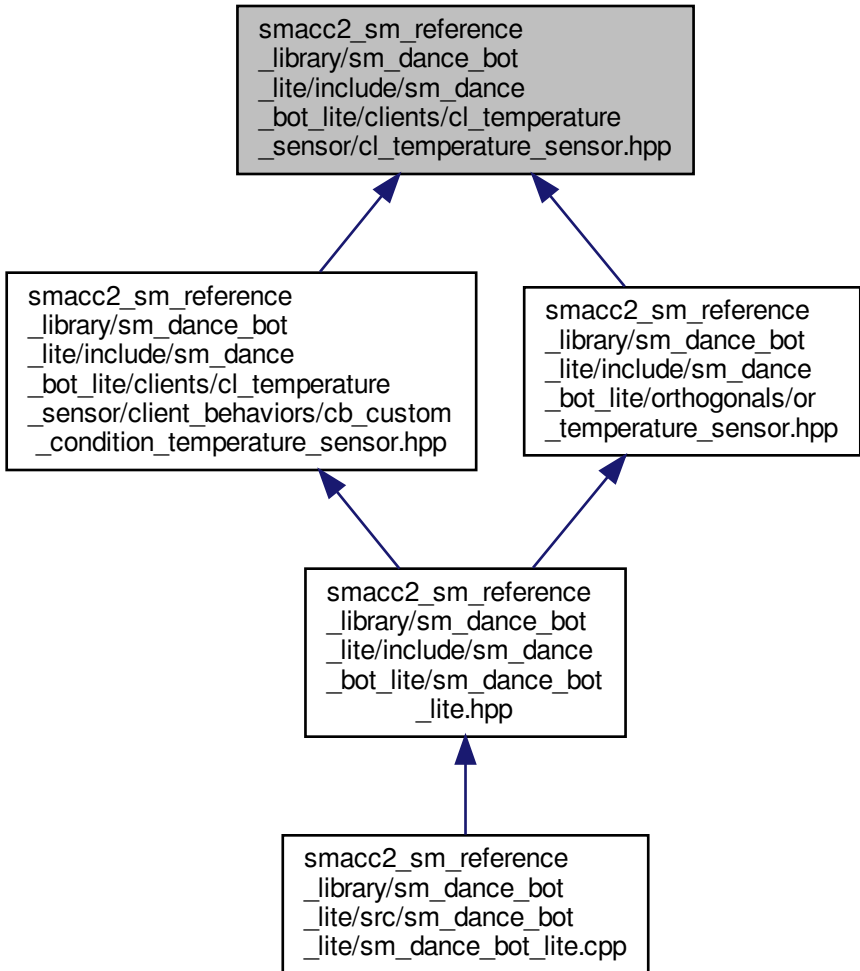 smacc2_sm_reference
_library/sm_dance_bot
_lite/include/sm_dance
_bot_lite/clients/cl_temperature
_sensor/cl_temperature_sensor.hpp
smacc2_sm_reference
_library/sm_dance_bot
_lite/include/sm_dance
_bot_lite/clients/cl_temperature
_sensor/client_behaviors/cb_custom
_condition_temperature_sensor.hpp
smacc2_sm_reference
_library/sm_dance_bot
_lite/include/sm_dance
_bot_lite/orthogonals/or
_temperature_sensor.hpp
smacc2_sm_reference
_library/sm_dance_bot
_lite/include/sm_dance
_bot_lite/sm_dance_bot
_lite.hpp
smacc2_sm_reference
_library/sm_dance_bot
_lite/src/sm_dance_bot
_lite/sm_dance_bot_lite.cpp